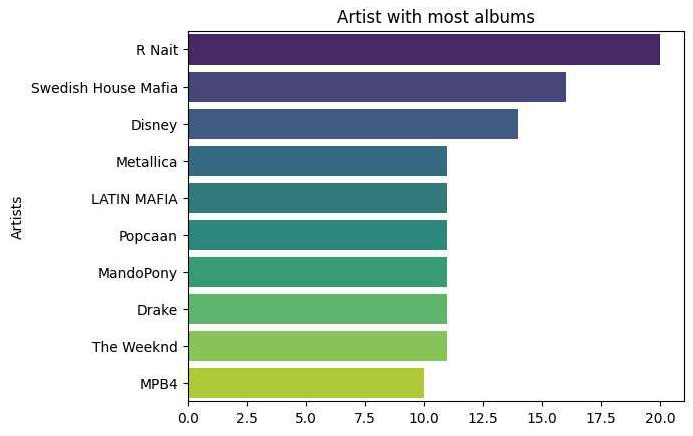 Artist with most albums
R Nait
Swedish House Mafia
Disney
Metallica
LATIN MAFIA
Popcaan
MandoPony
Drake
The Weeknd
MPB4
Artists
0.0 2.5 5.0 7.5 10.0 12.5 15.0 17.5 20.0